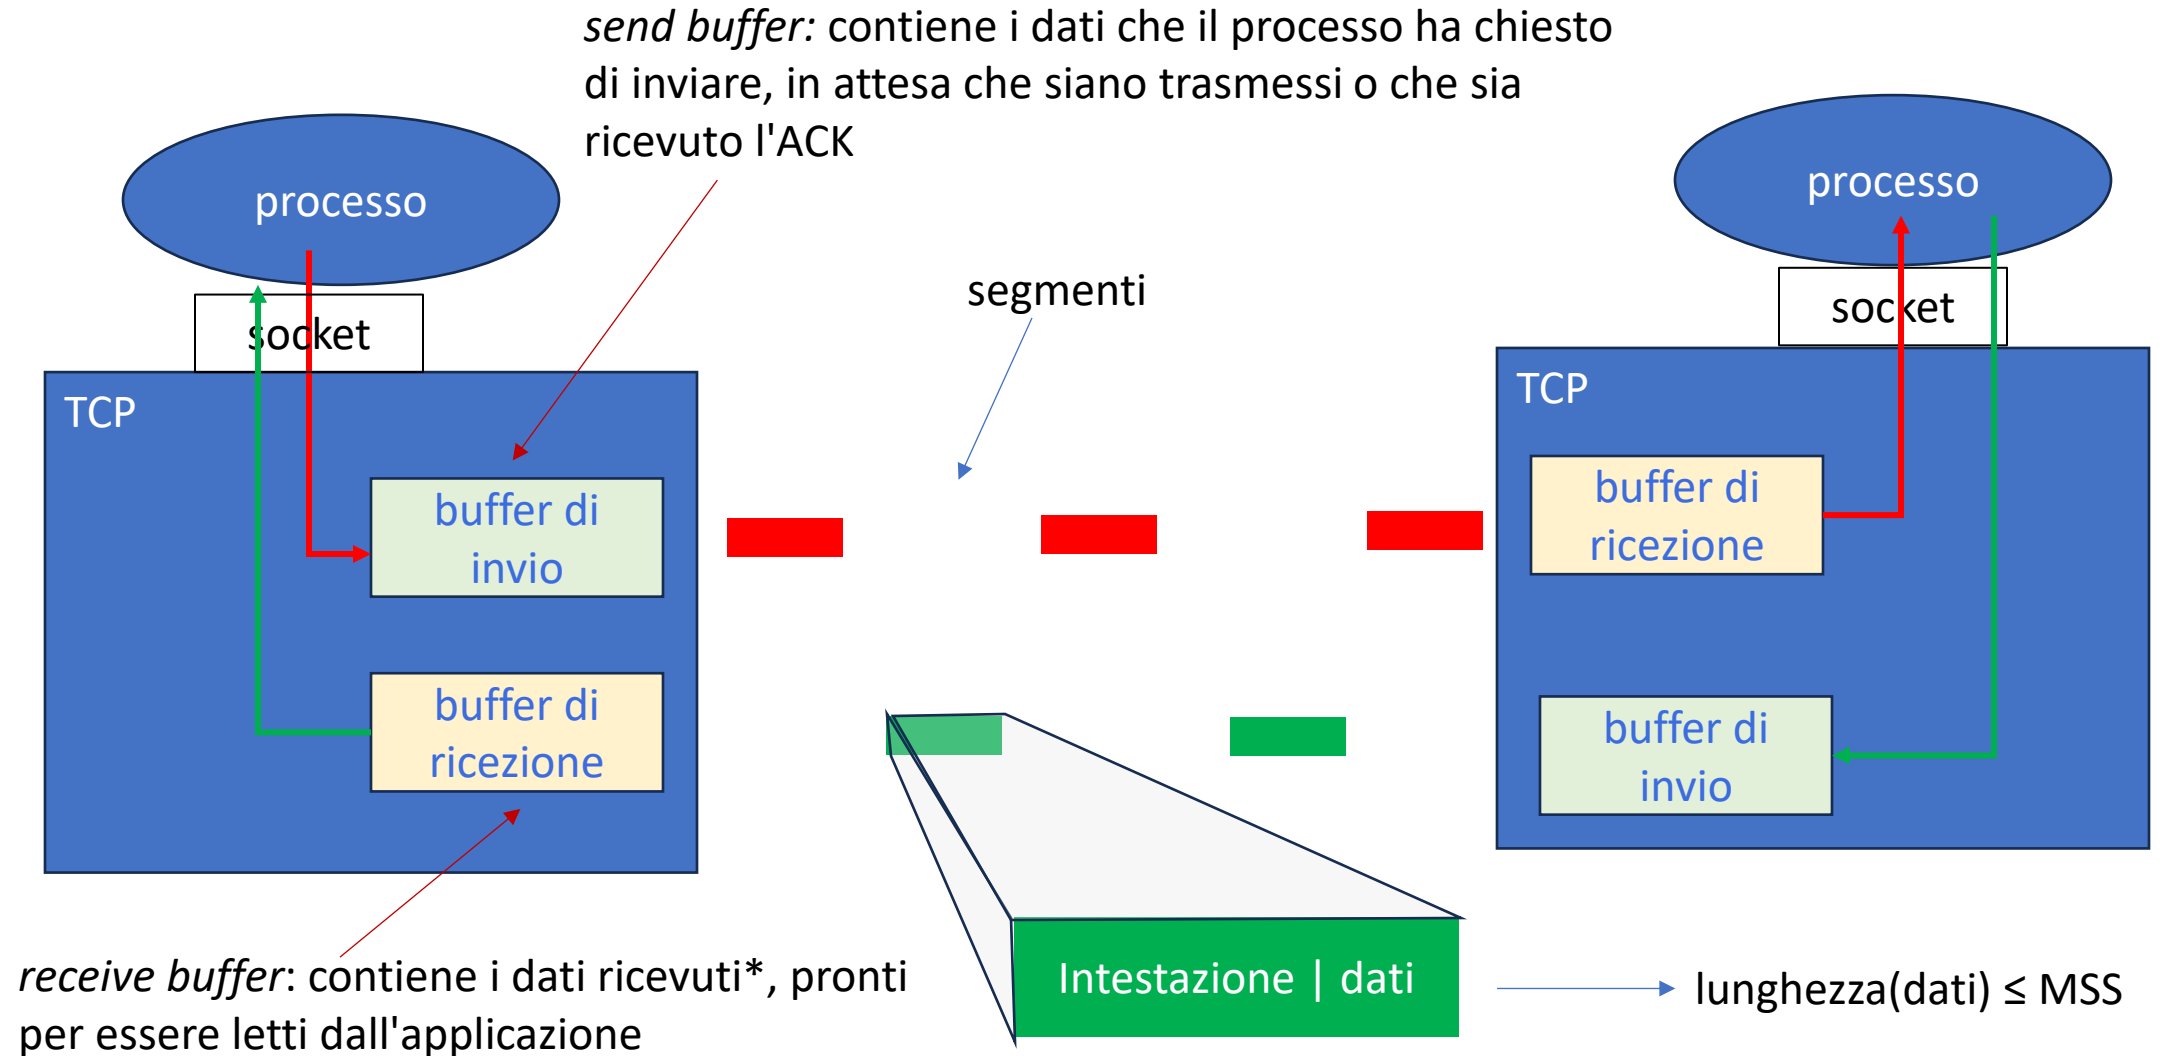 send buffer: contiene i dati che il processo ha chiesto
di inviare, in attesa che siano trasmessi o che sia
ricevuto l'ACK
processo
socket
TCP
buffer di
invio
buffer di
ricezione
segmenti
processo
socket
TCP
buffer di
ricezione
buffer di
invio
Intestazione | dati
lunghezza(dati) ≤ MSS
receive buffer: contiene i dati ricevuti*, pronti
per essere letti dall'applicazione